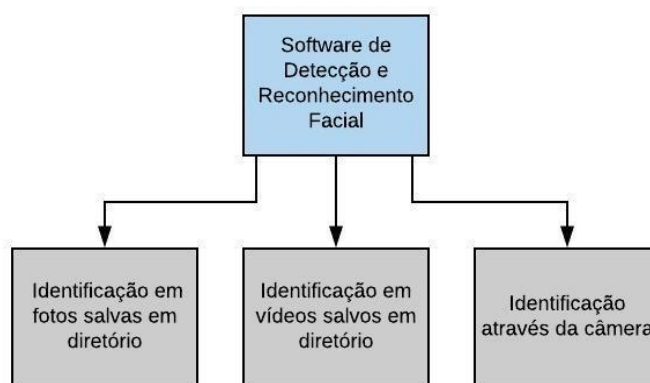 Software de
Detecção e
Reconhecimento
Facial
Identificação em
fotos salvas em
diretório
Identificação em
vídeos salvos em
diretório
Identificação
através da câmera